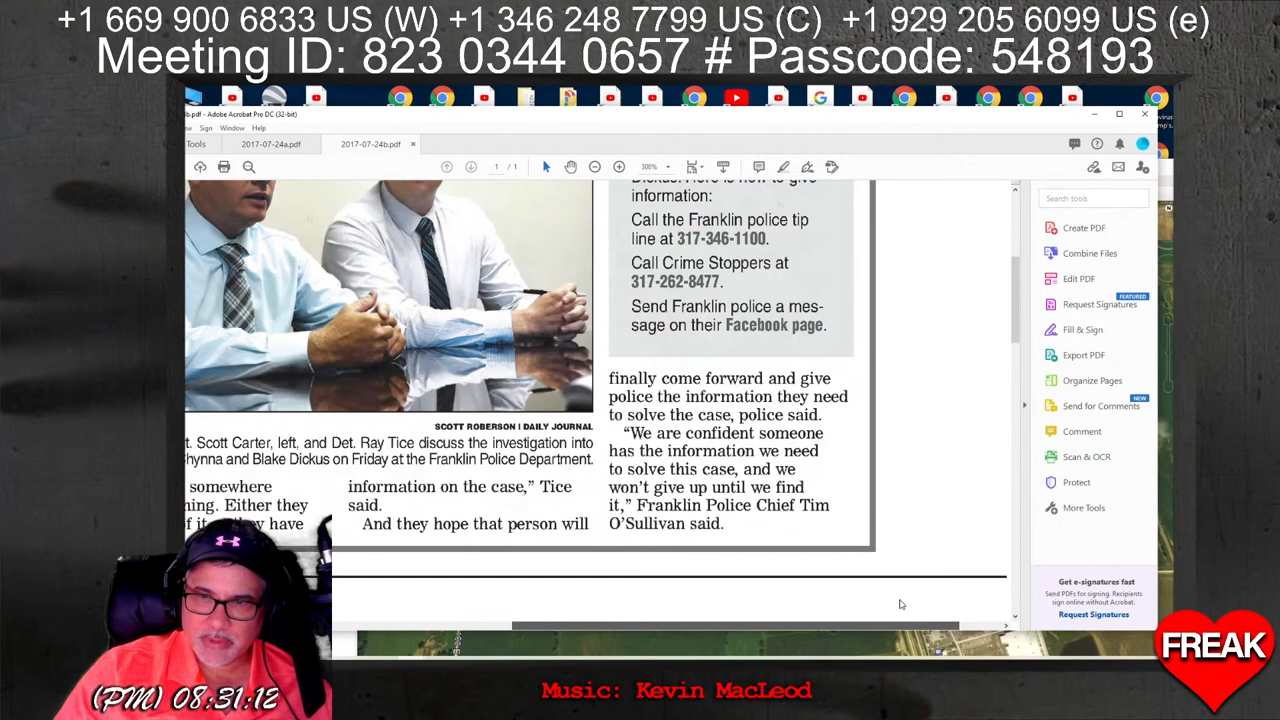 +1 669 900 6833 US (W) +1 346 248 7799 US (C) +1 929 205 6099 US (e)
Meeting ID: 823 0344 0657 # Passcode: 548193
b.pdf - Adobe Acrobat Pro DC (32-bit)
Sign Window Help
Tools 2017-07-24a.pdf 2017-07-24b.pdf ×
1 / 1 300%
Search tools
Create PDF
Combine Files
Edit PDF
FEATURED
Request Signatures
Fill & Sign
Export PDF
Organize Pages
NEW
Send for Comments
Comment
Scan & OCR
Protect
More Tools
Get e-signatures fast
Send PDFs for signing. Recipients
sign online without Acrobat.
Request Signatures
information:
Call the Franklin police tip
line at 317-346-1100.
Call Crime Stoppers at
317-262-8477.
Send Franklin police a mes-
sage on their Facebook page.
SCOTT ROBERSON | DAILY JOURNAL
t. Scott Carter, left, and Det. Ray Tice discuss the investigation into
hynna and Blake Dickus on Friday at the Franklin Police Department.
somewhere
ning. Either they
f it they have
information on the case,” Tice
said.
And they hope that person will
finally come forward and give
police the information they need
to solve the case, police said.
“We are confident someone
has the information we need
to solve this case, and we
won’t give up until we find
it,” Franklin Police Chief Tim
O’Sullivan said.
(PM) 08:31:12
Music: Kevin MacLeod
FREAK